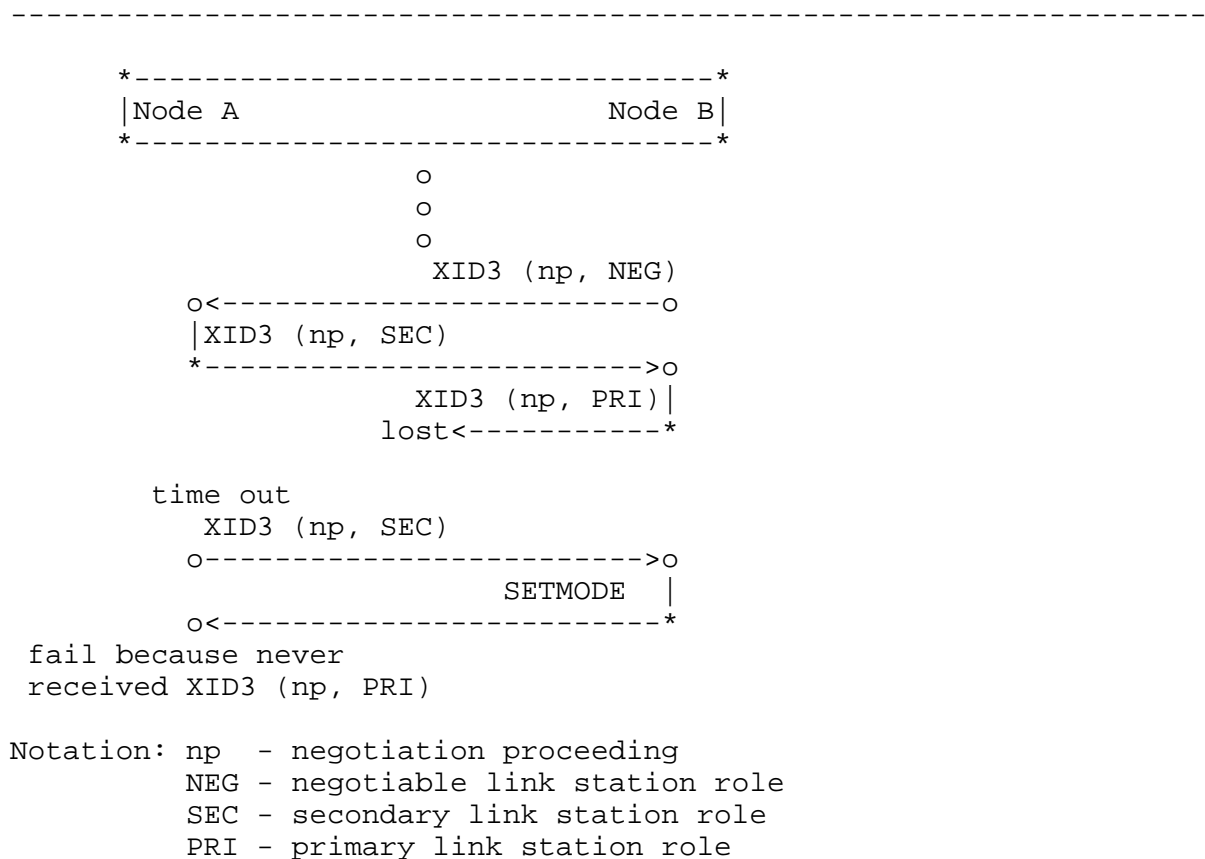 --------------------------------------------------------------------
*---------------------------------*
|Node A                     Node B|
*---------------------------------*
o
o
o
XID3 (np, NEG)
o<-------------------------o
|XID3 (np, SEC)
*------------------------->o
XID3 (np, PRI)|
lost<-----------*
time out
XID3 (np, SEC)
o------------------------->o
SETMODE  |
o<-------------------------*
fail because never
received XID3 (np, PRI)
Notation: np  - negotiation proceeding
NEG - negotiable link station role
SEC - secondary link station role
PRI - primary link station role